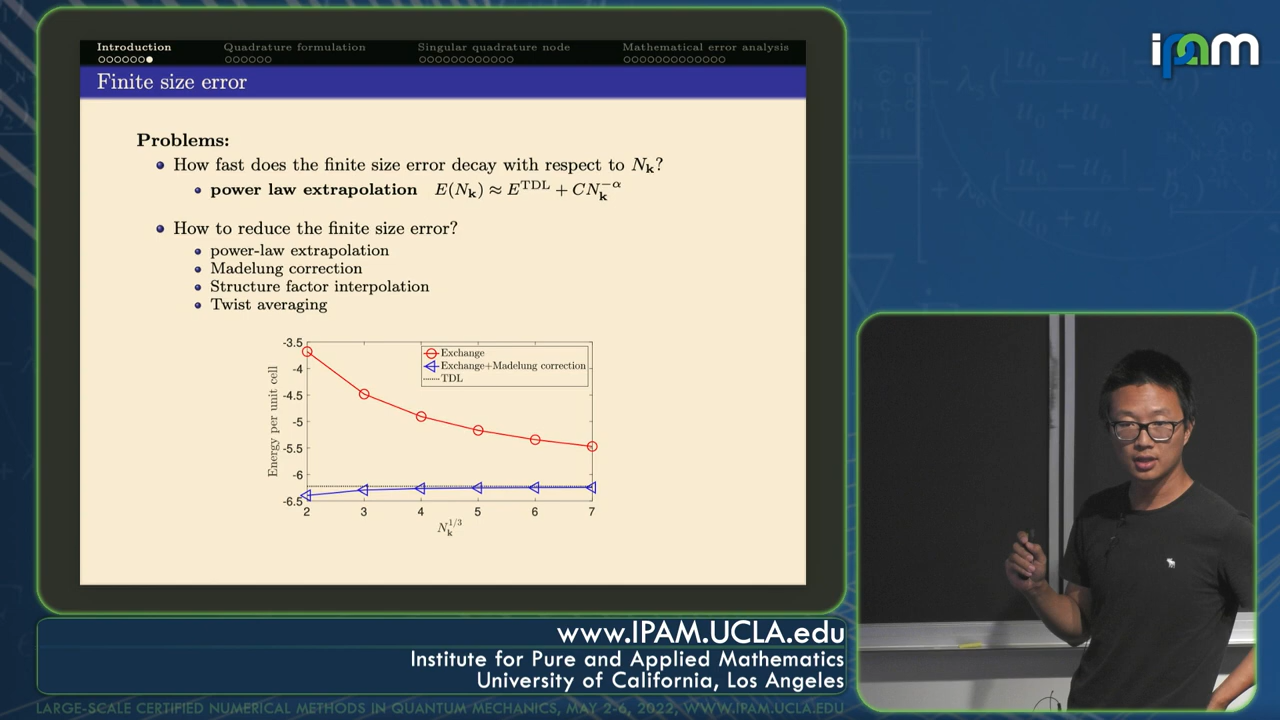 Introduction Quadrature formulation Singular quadrature node Mathematical error analysis
Finite size error
Problems:
How fast does the finite size error decay with respect to N_k?
power law extrapolation E(N_k) ≈ E^TDL + CN_k^−α
How to reduce the finite size error?
power-law extrapolation
Madelung correction
Structure factor interpolation
Twist averaging
Exchange
Exchange+Madelung correction
TDL
Energy per unit cell
-3.5
-4
-4.5
-5
-5.5
-6
-6.5
2 3 4 5 6 7
N_k^1/3
ipam
www.IPAM.UCLA.edu
Institute for Pure and Applied Mathematics
University of California, Los Angeles
LARGE-SCALE CERTIFIED NUMERICAL METHODS IN QUANTUM MECHANICS, MAY 2-6, 2022, WWW.IPAM.UCLA.EDU